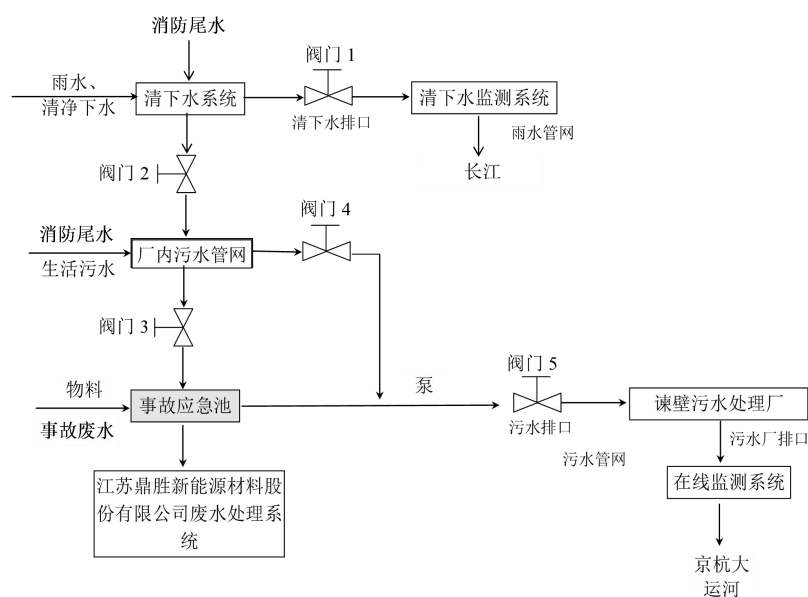 消防尾水
阀门 1
雨水、
清净下水
清下水系统
清下水监测系统
清下水排口
雨水管网
长江
阀门 2
阀门 4
消防尾水
生活污水
厂内污水管网
阀门 3
物料
事故废水
事故应急池
泵
阀门 5
污水排口
污水管网
谏壁污水处理厂
污水厂排口
在线监测系统
江苏鼎胜新能源材料股
份有限公司废水处理系
统
京杭大
运河